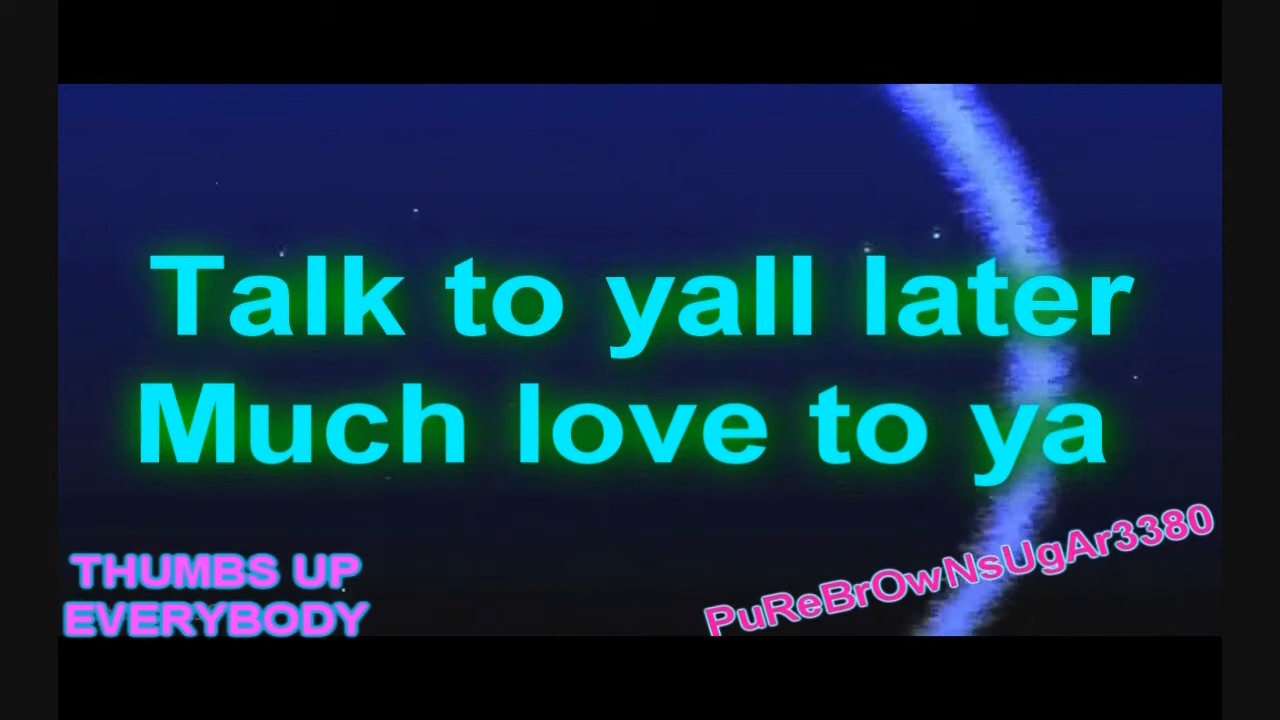 Talk to yall later
Much love to ya
THUMBS UP
EVERYBODY
PuReBrOwNsUgAr3380